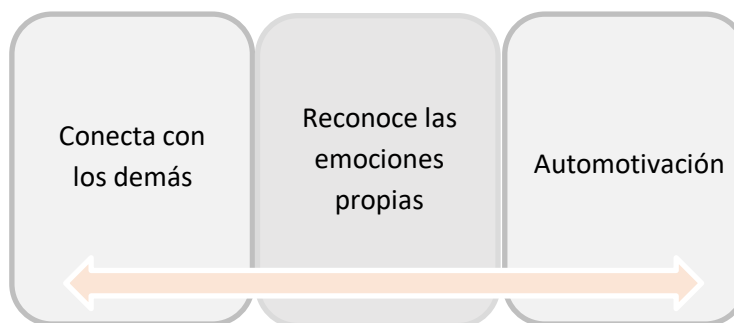 Conecta con
los demás
Reconoce las
emociones
propias
Automotivación